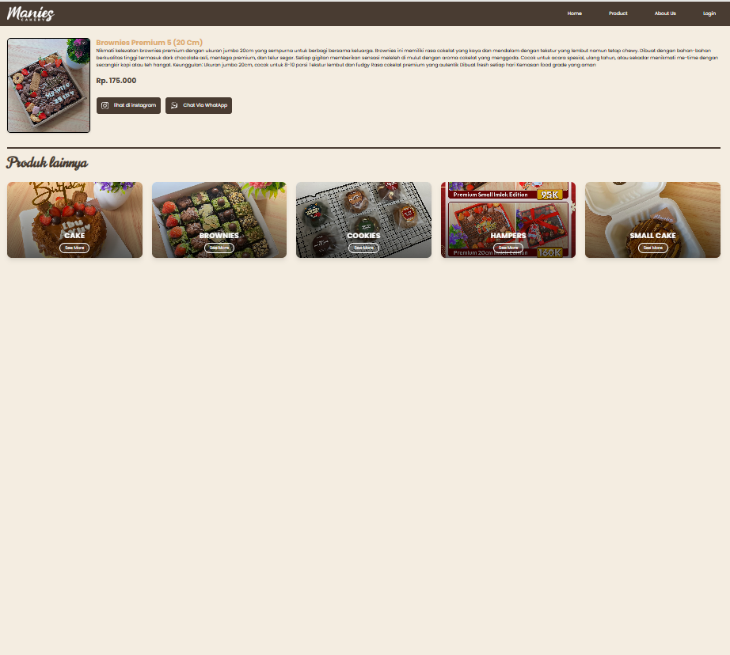 Manies
CAKERY
Home
Product
About Us
Login
Brownies Premium 5 (20 Cm)
Nikmati kelezatan brownies premium dengan ukuran jumbo 20cm yang sempurna untuk berbagi bersama keluarga. Brownies ini memiliki rasa cokelat yang kaya dan mendalam dengan tekstur yang lembut namun tetap chewy. Dibuat dengan bahan-bahan
berkualitas tinggi termasuk dark chocolate asli, mentega premium, dan telur segar. Setiap gigitan memberikan sensasi meleleh di mulut dengan aroma cokelat yang menggoda. Cocok untuk acara spesial, ulang tahun, atau sekadar menikmati me-time dengan
secangkir kopi atau teh hangat. Keunggulan: Ukuran jumbo 20cm, cocok untuk 8-10 porsi Tekstur lembut dan fudgy Rasa cokelat premium yang autentik Dibuat fresh setiap hari Kemasan food grade yang aman
Rp. 175.000
lihat di instagram
Chat Via WhatApp
Produk lainnya
Birthday
CAKE
See More
BROWNIES
See More
COOKIES
See More
Premium Small Imlek Edition 95K
HAMPERS
See More
Premium 20cm Imlek Edition 160K
SMALL CAKE
See More